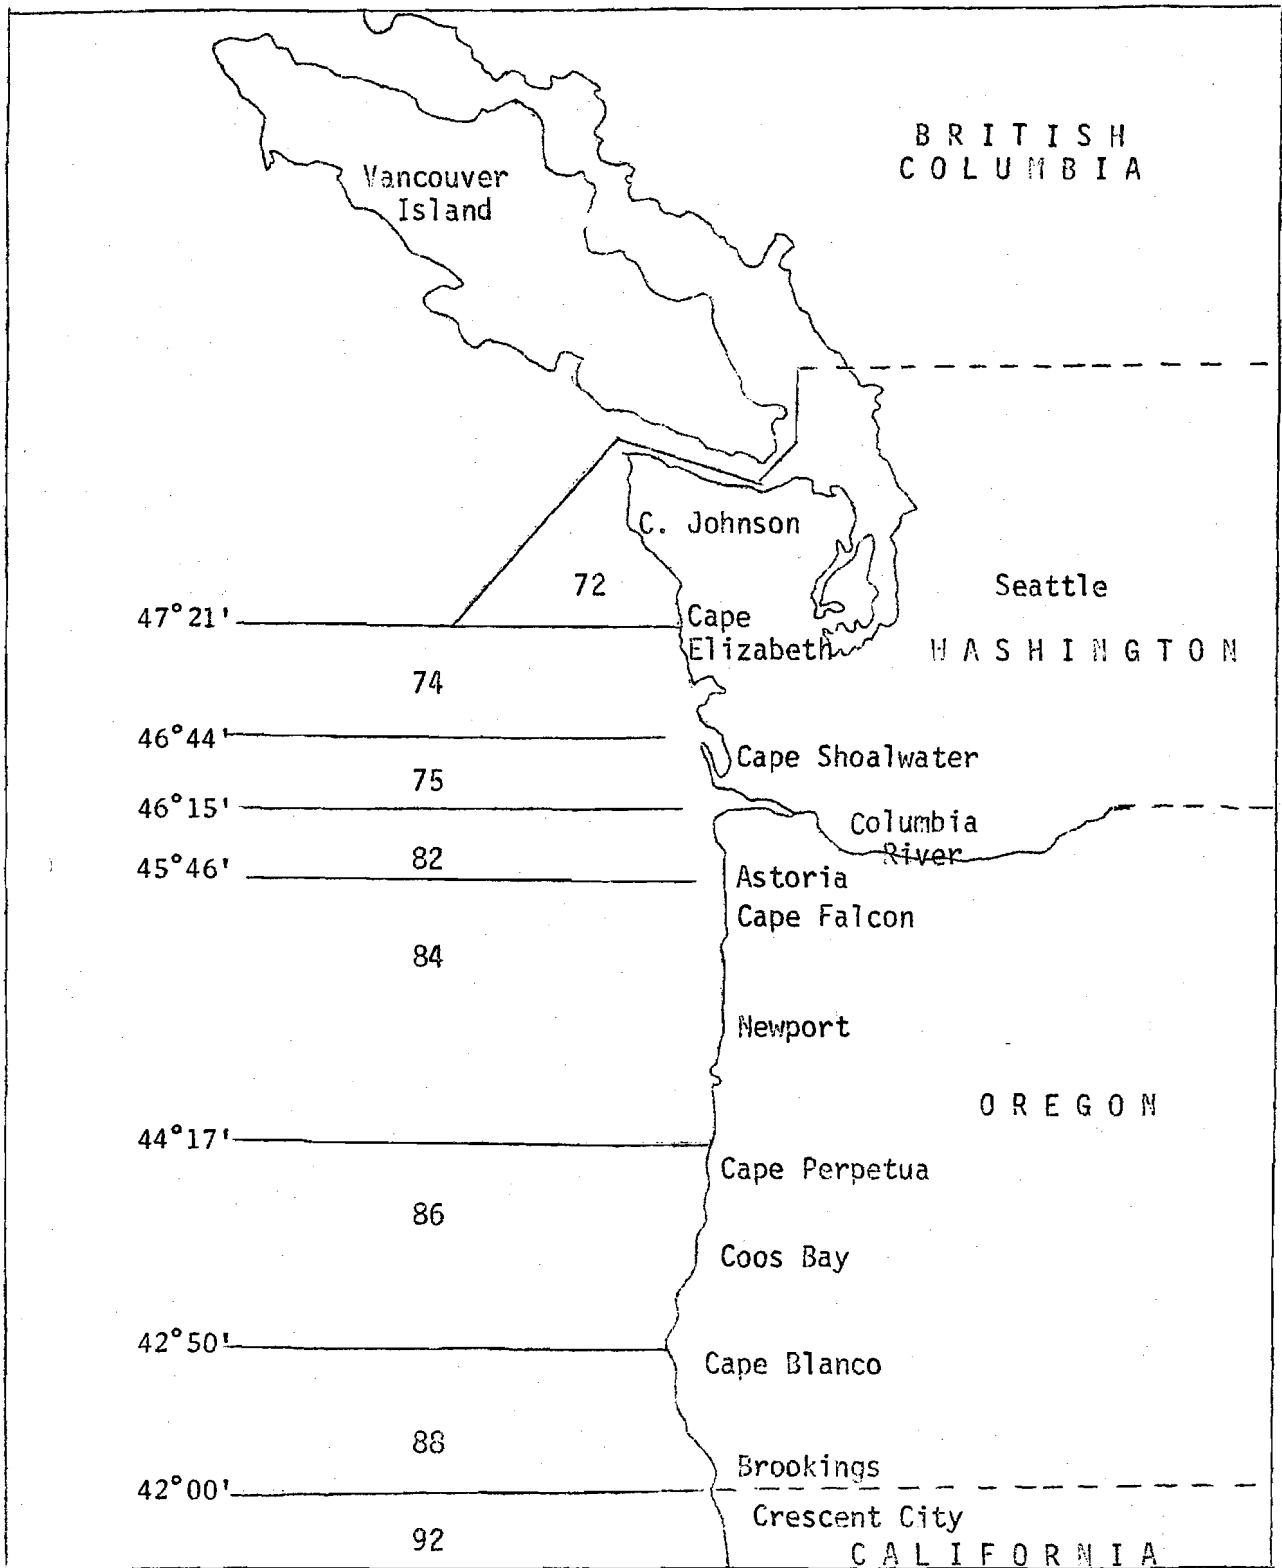 BRITISH
COLUMBIA
Vancouver
Island
C. Johnson
72
Seattle
47°21'
Cape
Elizabeth
WASHINGTON
74
46°44'
Cape Shoalwater
75
46°15'
Columbia
River
82
45°46'
Astoria
Cape Falcon
84
Newport
OREGON
44°17'
Cape Perpetua
86
Coos Bay
42°50'
Cape Blanco
88
Brookings
42°00'
Crescent City
92
CALIFORNIA